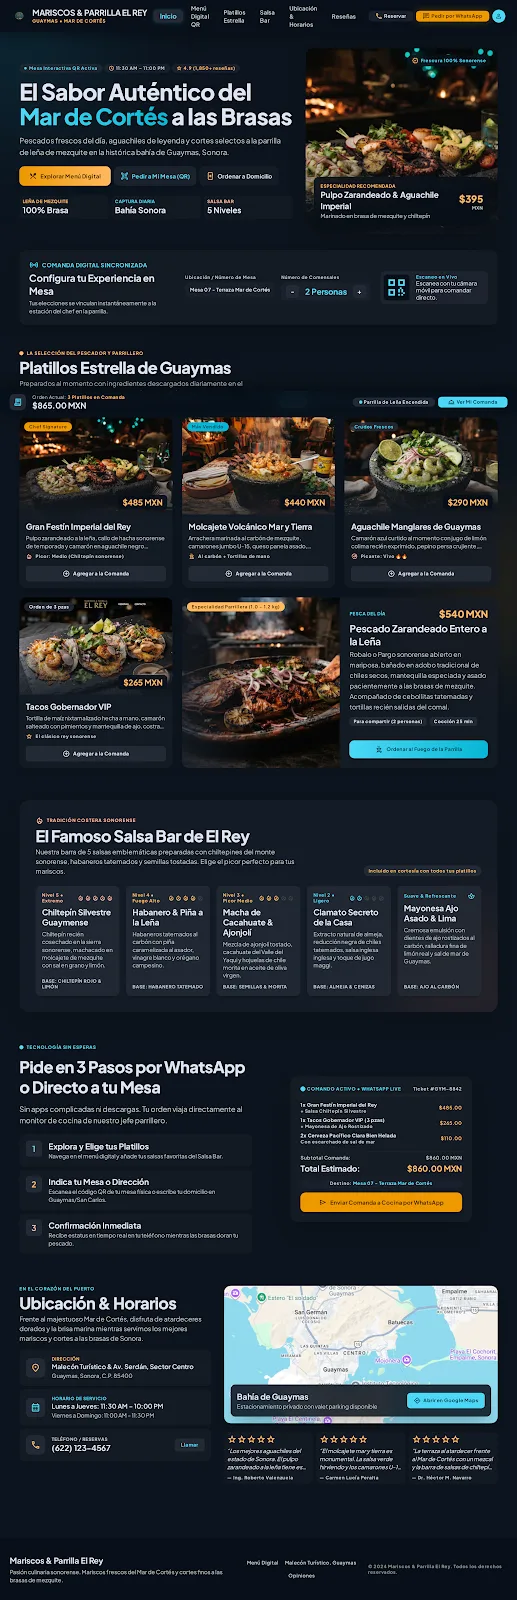 MARISCOS & PARRILLA EL REY
GUAYMAS • MAR DE CORTÉS
Inicio
Menú Digital QR
Platillos Estrella
Salsa Bar
Ubicación & Horarios
Reseñas
Reservar
Pedir por WhatsApp
Mesa Interactiva QR Activa
11:30 AM – 11:00 PM
4.9 (1,850+ reseñas)
El Sabor Auténtico del
Mar de Cortés a las Brasas
Pescados frescos del día, aguachiles de leyenda y cortes selectos a la parrilla
de leña de mezquite en la histórica bahía de Guaymas, Sonora.
Explorar Menú Digital
Pedir a Mi Mesa (QR)
Ordenar a Domicilio
LEÑA DE MEZQUITE
100% Brasa
CAPTURA DIARIA
Bahía Sonora
SALSA BAR
5 Niveles
Frescura 100% Sonorense
ESPECIALIDAD RECOMENDADA
Pulpo Zarandeado & Aguachile
Imperial
Marinado en brasa de mezquite y chiltepín
$395
MXN
COMANDA DIGITAL SINCRONIZADA
Configura tu Experiencia en
Mesa
Tus elecciones se vinculan instantáneamente a la
estación del chef en la parrilla.
Ubicación / Número de Mesa
Mesa 07 – Terraza Mar de Cortés
Número de Comensales
-
2 Personas
+
Escaneo en Vivo
Escanea con tu cámara
móvil para comandar
directo.
LA SELECCIÓN DEL PESCADOR Y PARRILLERO
Platillos Estrella de Guaymas
Preparados al momento con ingredientes descargados diariamente en el
Orden Actual: 3 Platillos en Comanda
$865.00 MXN
Parrilla de Leña Encendida
Ver Mi Comanda
Chef Signature
$485 MXN
Gran Festín Imperial del Rey
Pulpo zarandeado a la leña, callo de hacha sonorense
de temporada y camarón en aguachile negro...
Picor: Medio (Chiltepín sonorense)
Agregar a la Comanda
Más Vendido
$440 MXN
Molcajete Volcánico Mar y Tierra
Arrachera marinada al carbón de mezquite,
camarones jumbo U-15, queso panela asado,...
Al carbón + Tortillas de mano
Agregar a la Comanda
Crudos Frescos
$290 MXN
Aguachile Manglares de Guaymas
Camarón azul curtido al momento con jugo de limón
colima recién exprimido, pepino persa crujiente...
Picante: Vivo
Agregar a la Comanda
Orden de 3 pzas
EL REY
$265 MXN
Tacos Gobernador VIP
Tortilla de maíz nixtamalizado hecha a mano, camarón
salteado con pimientos y mantequilla de ajo, costra...
El clásico rey sonorense
Agregar a la Comanda
Especialidad Parrillera (1.0 – 1.2 kg)
PESCA DEL DÍA
$540 MXN
Pescado Zarandeado Entero a
la Leña
Robalo o Pargo sonorense abierto en
mariposa, bañado en adobo tradicional de
chiles secos, mantequilla especiada y asado
pacientemente a las brasas de mezquite.
Acompañado de cebollitas tatemadas y
tortillas recién salidas del comal.
Para compartir (2 personas)
Cocción 25 min
Ordenar al Fuego de la Parrilla
TRADICIÓN COSTERA SONORENSE
El Famoso Salsa Bar de El Rey
Nuestra barra de 5 salsas emblemáticas preparadas con chiltepines del monte
sonorense, habaneros tatemados y semillas tostadas. Elige el picor perfecto para tus
mariscos.
Incluido en cortesía con todos tus platillos
Nivel 5 •
Extremo
Chiltepín Silvestre
Guaymense
Chiltepín recién
cosechado en la sierra
sonorense, machacado en
molcajete de mezquite
con sal en grano y limón.
BASE: CHILTEPÍN ROJO &
LIMÓN
Nivel 4 •
Fuego Alto
Habanero & Piña a
la Leña
Habaneros tatemados al
carbón con piña
caramelizada al asador,
vinagre blanco y orégano
campesino.
BASE: HABANERO TATEMADO
Nivel 3 •
Picor Medio
Macha de
Cacahuate &
Ajonjolí
Mezcla de ajonjolí tostado,
cacahuate del Valle del
Yaqui y hojuelas de chile
morita en aceite de oliva
virgen.
BASE: SEMILLAS & MORITA
Nivel 2 •
Ligero
Clamato Secreto
de la Casa
Extracto natural de almeja,
reducción negra de chiles
tatemados, salsa inglesa
inglesa y toque de jugo
maggi.
BASE: ALMEJA & CENIZAS
Suave & Refrescante
Mayonesa Ajo
Asado & Lima
Cremosa emulsión con
dientes de ajo rostizados al
carbón, ralladura fina de
limón real y sal de mar de
Guaymas.
BASE: AJO AL CARBÓN
TECNOLOGÍA SIN ESPERAS
Pide en 3 Pasos por WhatsApp
o Directo a tu Mesa
Sin apps complicadas ni descargas. Tu orden viaja directamente al
monitor de cocina de nuestro jefe parrillero.
1
Explora y Elige tus Platillos
Navega en el menú digital y añade tus salsas favoritas del Salsa Bar.
2
Indica tu Mesa o Dirección
Escanea el código QR de tu mesa física o escribe tu domicilio en
Guaymas/San Carlos.
3
Confirmación Inmediata
Recibe estatus en tiempo real en tu teléfono mientras las brasas doran tu
pescado.
COMANDO ACTIVO • WHATSAPP LIVE
Ticket #GYM-8842
1x Gran Festín Imperial del Rey
+ Salsa Chiltepín Silvestre
$485.00
1x Tacos Gobernador VIP (3 pzas)
+ Mayonesa de Ajo Rostizado
$265.00
2x Cerveza Pacífico Clara Bien Helada
Con escarchado de sal de mar
$110.00
Subtotal Comanda:
$860.00 MXN
Total Estimado:
$860.00 MXN
Destino: Mesa 07 – Terraza Mar de Cortés
Enviar Comanda a Cocina por WhatsApp
EN EL CORAZÓN DEL PUERTO
Ubicación & Horarios
Frente al majestuoso Mar de Cortés, disfruta de atardeceres
dorados y la brisa marina mientras servimos los mejores
mariscos y cortes a las brasas de Sonora.
DIRECCIÓN
Malecón Turístico & Av. Serdán, Sector Centro
Guaymas, Sonora, C.P. 85400
HORARIO DE SERVICIO
Lunes a Jueves: 11:30 AM – 10:00 PM
Viernes a Domingo: 11:00 AM – 11:30 PM
TELÉFONO / RESERVAS
(622) 123-4567
Llamar
Estero "El soldado"
de Sonora -
Guaymas
Empalme
San Germán
Batuecas
LAS QUINTAS
MIRAMAR
CENTRO
Guaymas
Molino
Playa El Cochorit,
Empalme, Sonora
Bahía de Guaymas
Estacionamiento privado con valet parking disponible
Abrir en Google Maps
"Los mejores aguachiles del
estado de Sonora. El pulpo
zarandeado a la leña tiene es...
— Ing. Roberto Valenzuela
"El molcajete mar y tierra es
monumental. La salsa verde
hirviendo y los camarones U-1...
— Carmen Lucía Peralta
"La terraza al atardecer frente
al Mar de Cortés con un mezcal
y la barra de salsas de chiltepí...
— Dr. Héctor M. Navarro
Mariscos & Parrilla El Rey
Pasión culinaria sonorense. Mariscos frescos del Mar de Cortés y cortes finos a las
brasas de mezquite.
Menú Digital
Malecón Turístico, Guaymas
Opiniones
© 2024 Mariscos & Parrilla El Rey. Todos los derechos
reservados.